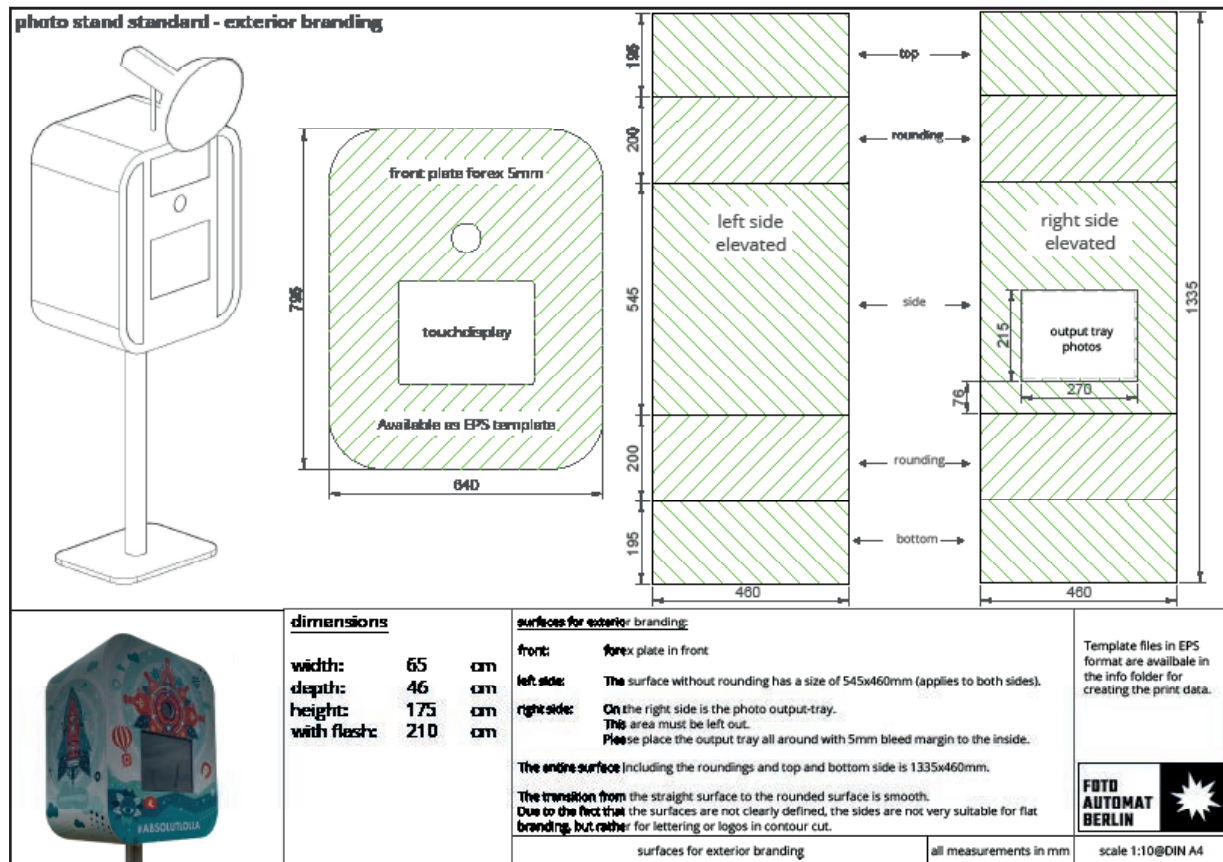 photo stand standard - exterior branding
195
top
200
rounding
front plate forex 5mm
left side
elevated
right side
elevated
795
545
side
1335
touchdisplay
215
output tray
photos
270
76
Available as EPS template
200
rounding
640
195
bottom
460
460
dimensions
width: 65 cm
depth: 46 cm
height: 175 cm
with flash: 210 cm
surfaces for exterior branding:
front: forex plate in front
left side: The surface without rounding has a size of 545x460mm (applies to both sides).
right side: On the right side is the photo output-tray.
This area must be left out.
Please place the output tray all around with 5mm bleed margin to the inside.
The entire surface including the roundings and top and bottom side is 1335x460mm.
The transition from the straight surface to the rounded surface is smooth.
Due to the fact that the surfaces are not clearly defined, the sides are not very suitable for flat
branding, but rather for lettering or logos in contour cut.
Template files in EPS
format are availbale in
the info folder for
creating the print data.
FOTO
AUTOMAT
BERLIN
#ABSOLUTLOLLA
surfaces for exterior branding
all measurements in mm
scale 1:10@DIN A4